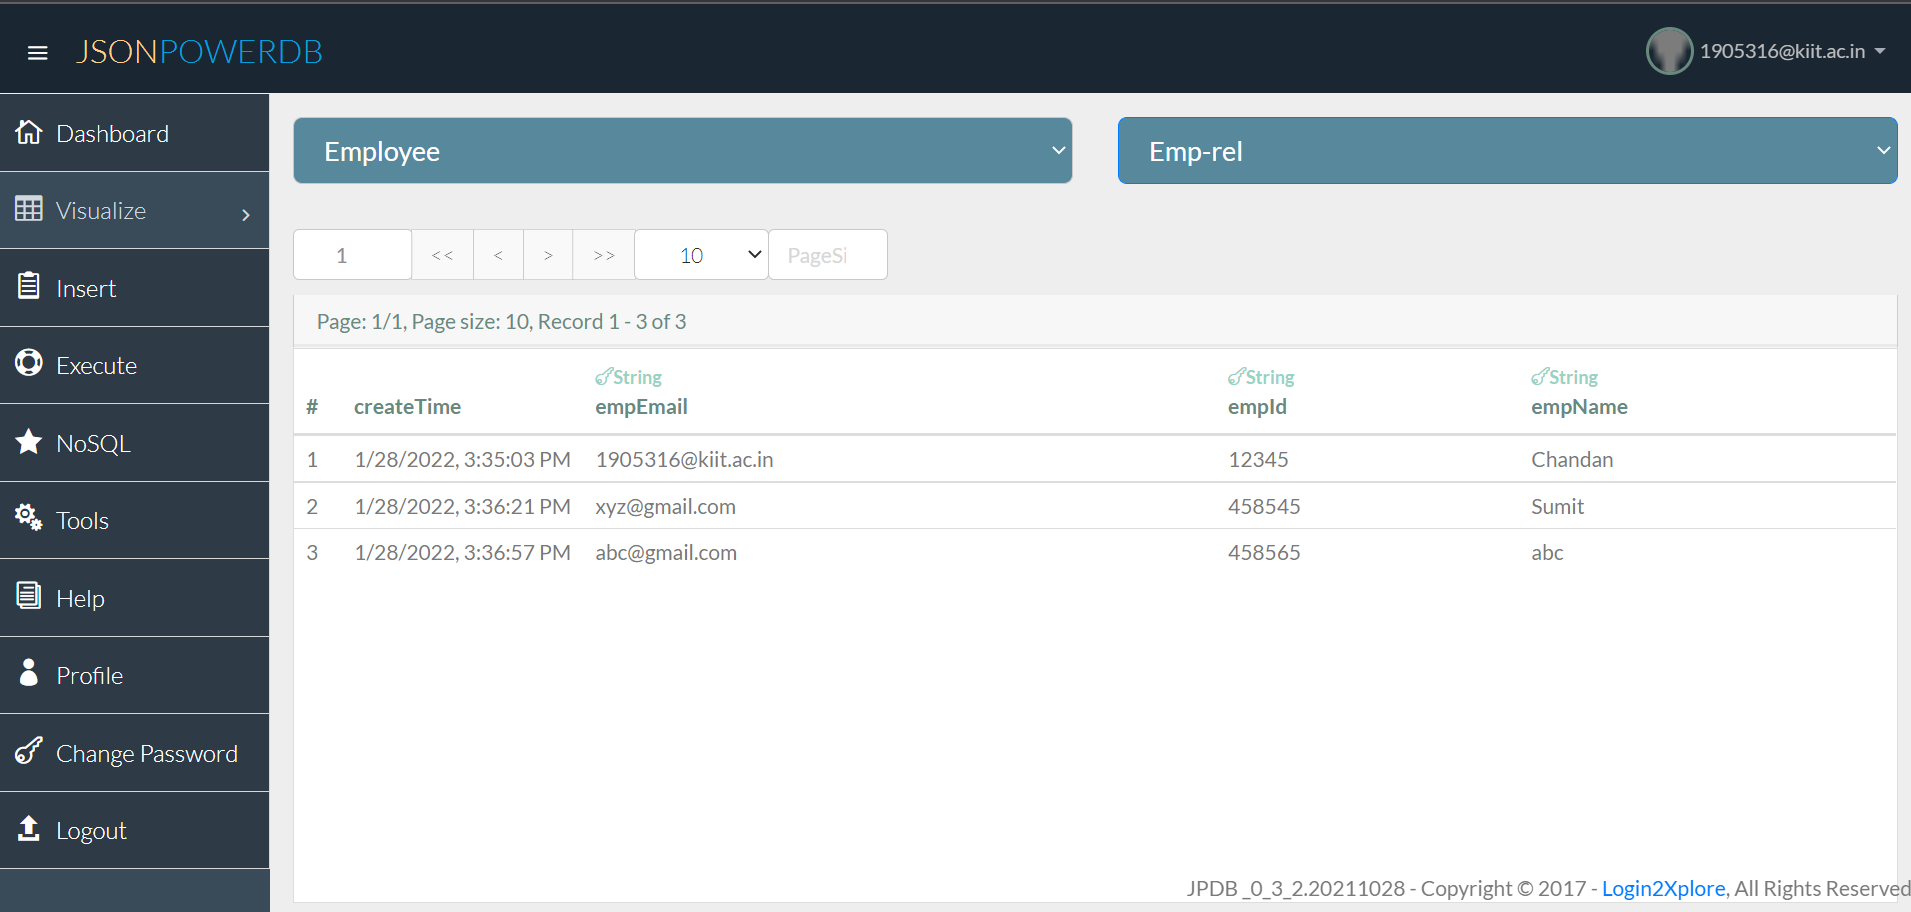 JSONPOWERDB
1905316@kiit.ac.in
Dashboard
Visualize
Insert
Execute
NoSQL
Tools
Help
Profile
Change Password
Logout
Employee
Emp-rel
1 << < > >> 10 PageSi
Page: 1/1, Page size: 10, Record 1 - 3 of 3
String String String
# createTime empEmail empId empName
1 1/28/2022, 3:35:03 PM 1905316@kiit.ac.in 12345 Chandan
2 1/28/2022, 3:36:21 PM xyz@gmail.com 458545 Sumit
3 1/28/2022, 3:36:57 PM abc@gmail.com 458565 abc
JPDB_0_3_2.20211028 - Copyright © 2017 - Login2Xplore, All Rights Reserved